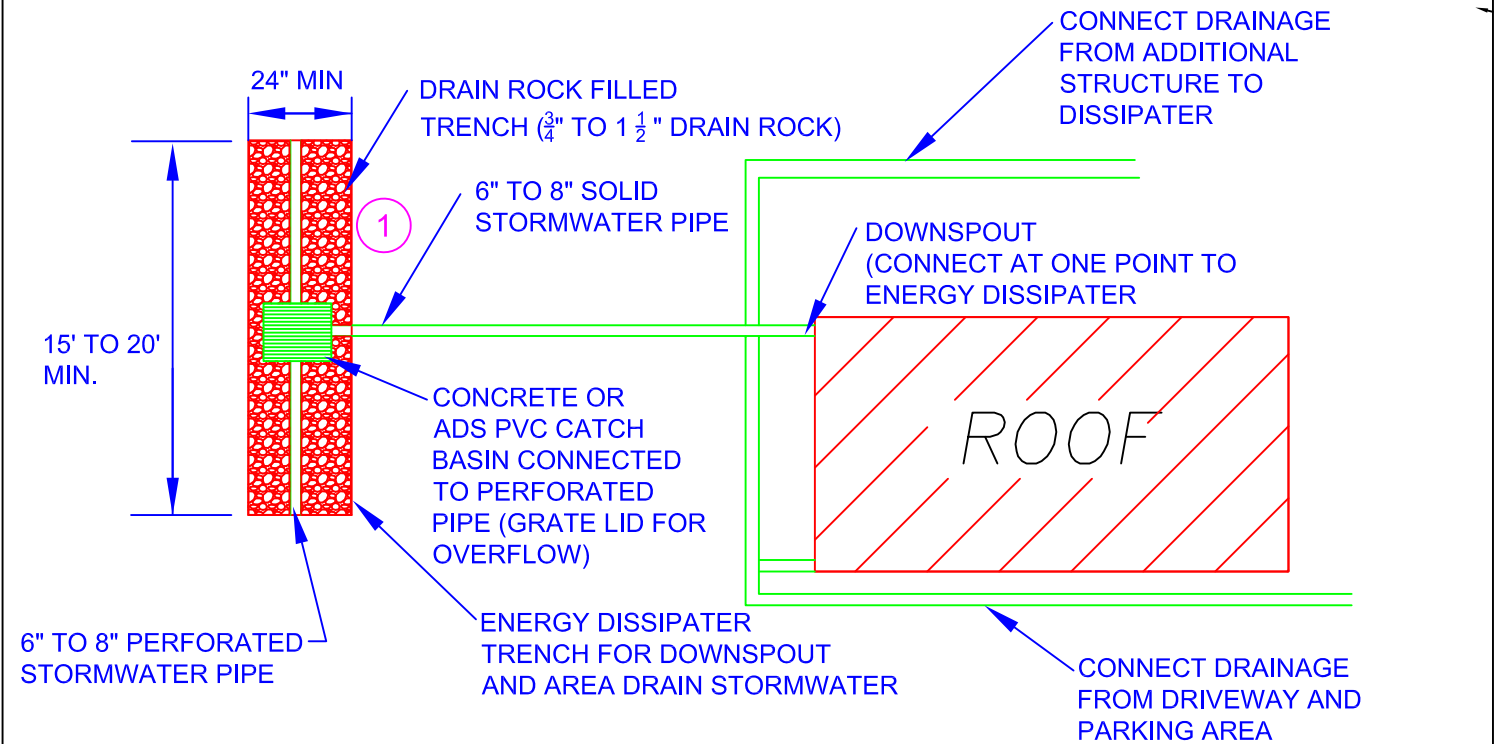 CONNECT DRAINAGE
FROM ADDITIONAL
STRUCTURE TO
DISSIPATER
24" MIN
DRAIN ROCK FILLED
TRENCH (3/4" TO 1 1/2" DRAIN ROCK)
6" TO 8" SOLID
STORMWATER PIPE
1
DOWNSPOUT
(CONNECT AT ONE POINT TO
ENERGY DISSIPATER
15' TO 20'
MIN.
CONCRETE OR
ADS PVC CATCH
BASIN CONNECTED
TO PERFORATED
PIPE (GRATE LID FOR
OVERFLOW)
ROOF
6" TO 8" PERFORATED
STORMWATER PIPE
ENERGY DISSIPATER
TRENCH FOR DOWNSPOUT
AND AREA DRAIN STORMWATER
CONNECT DRAINAGE
FROM DRIVEWAY AND
PARKING AREA